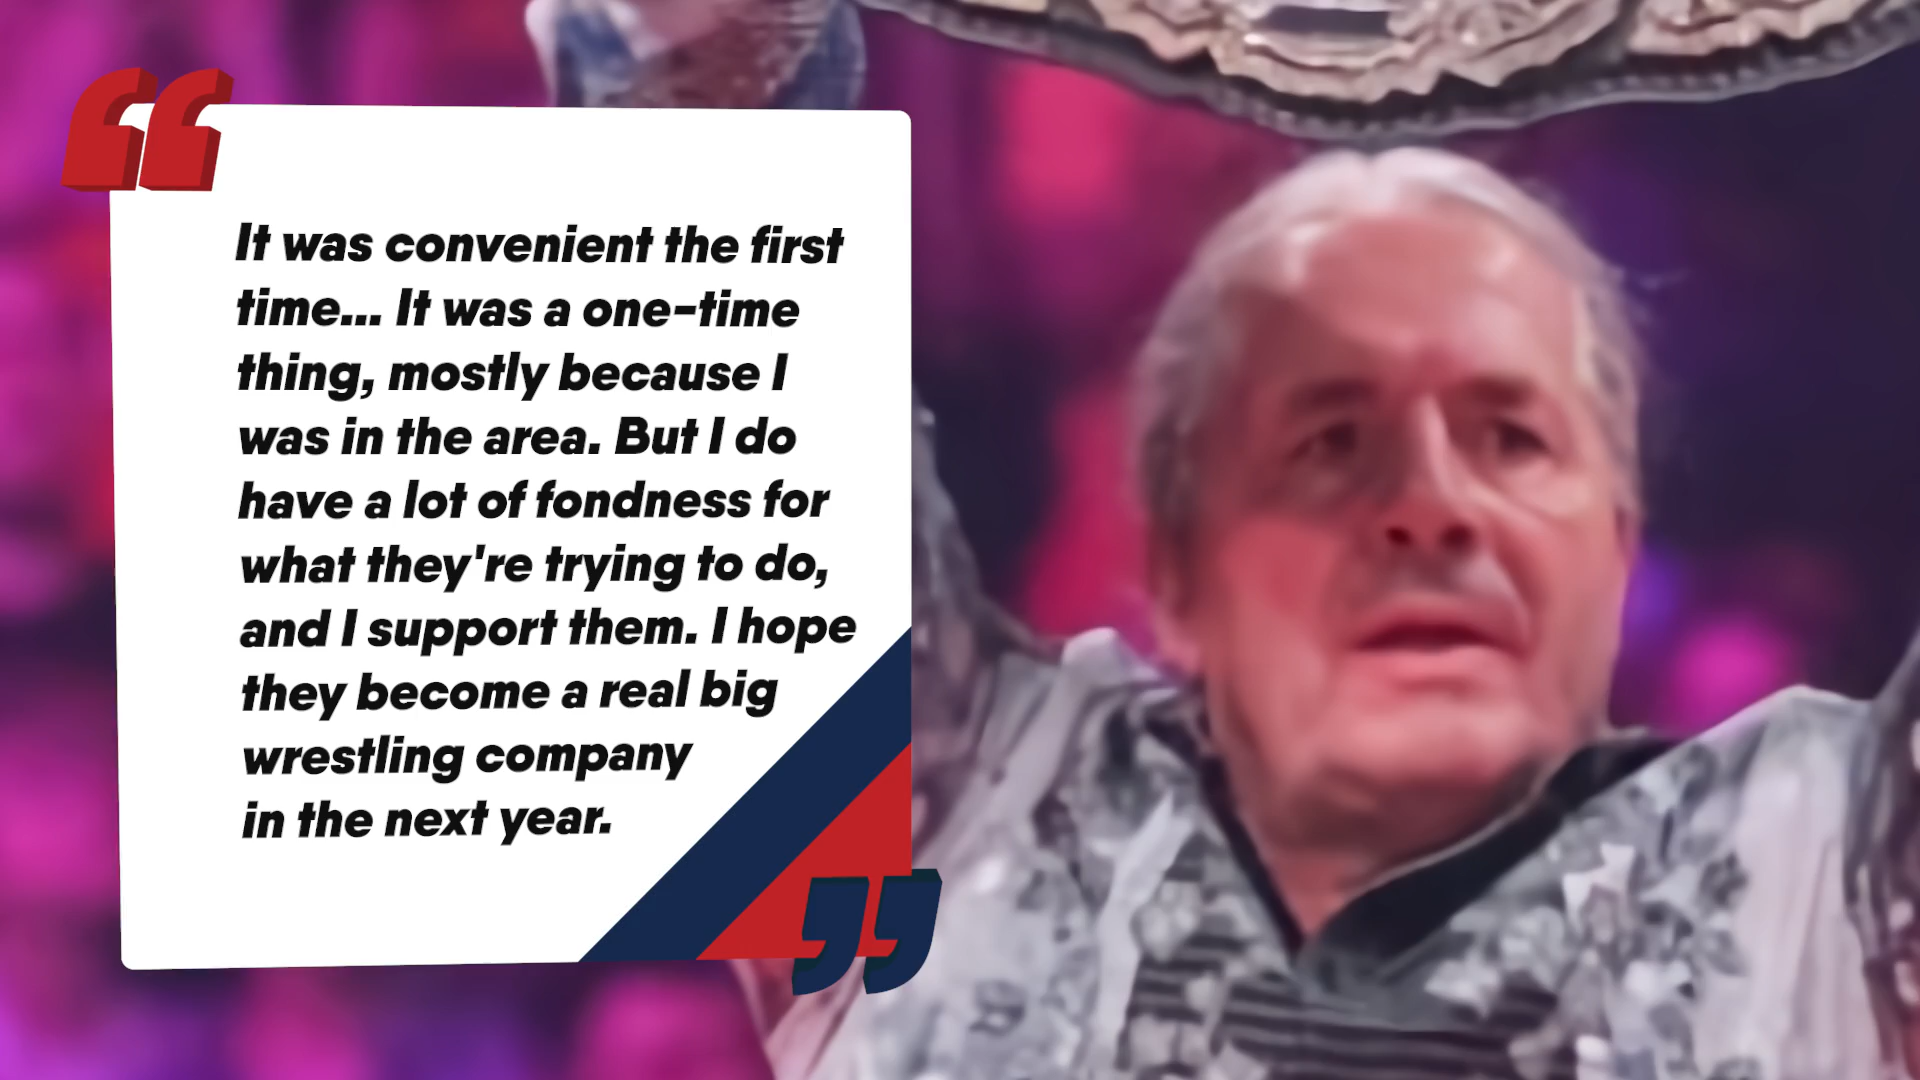 It was convenient the first
time... It was a one-time
thing, mostly because I
was in the area. But I do
have a lot of fondness for
what they're trying to do,
and I support them. I hope
they become a real big
wrestling company
in the next year.